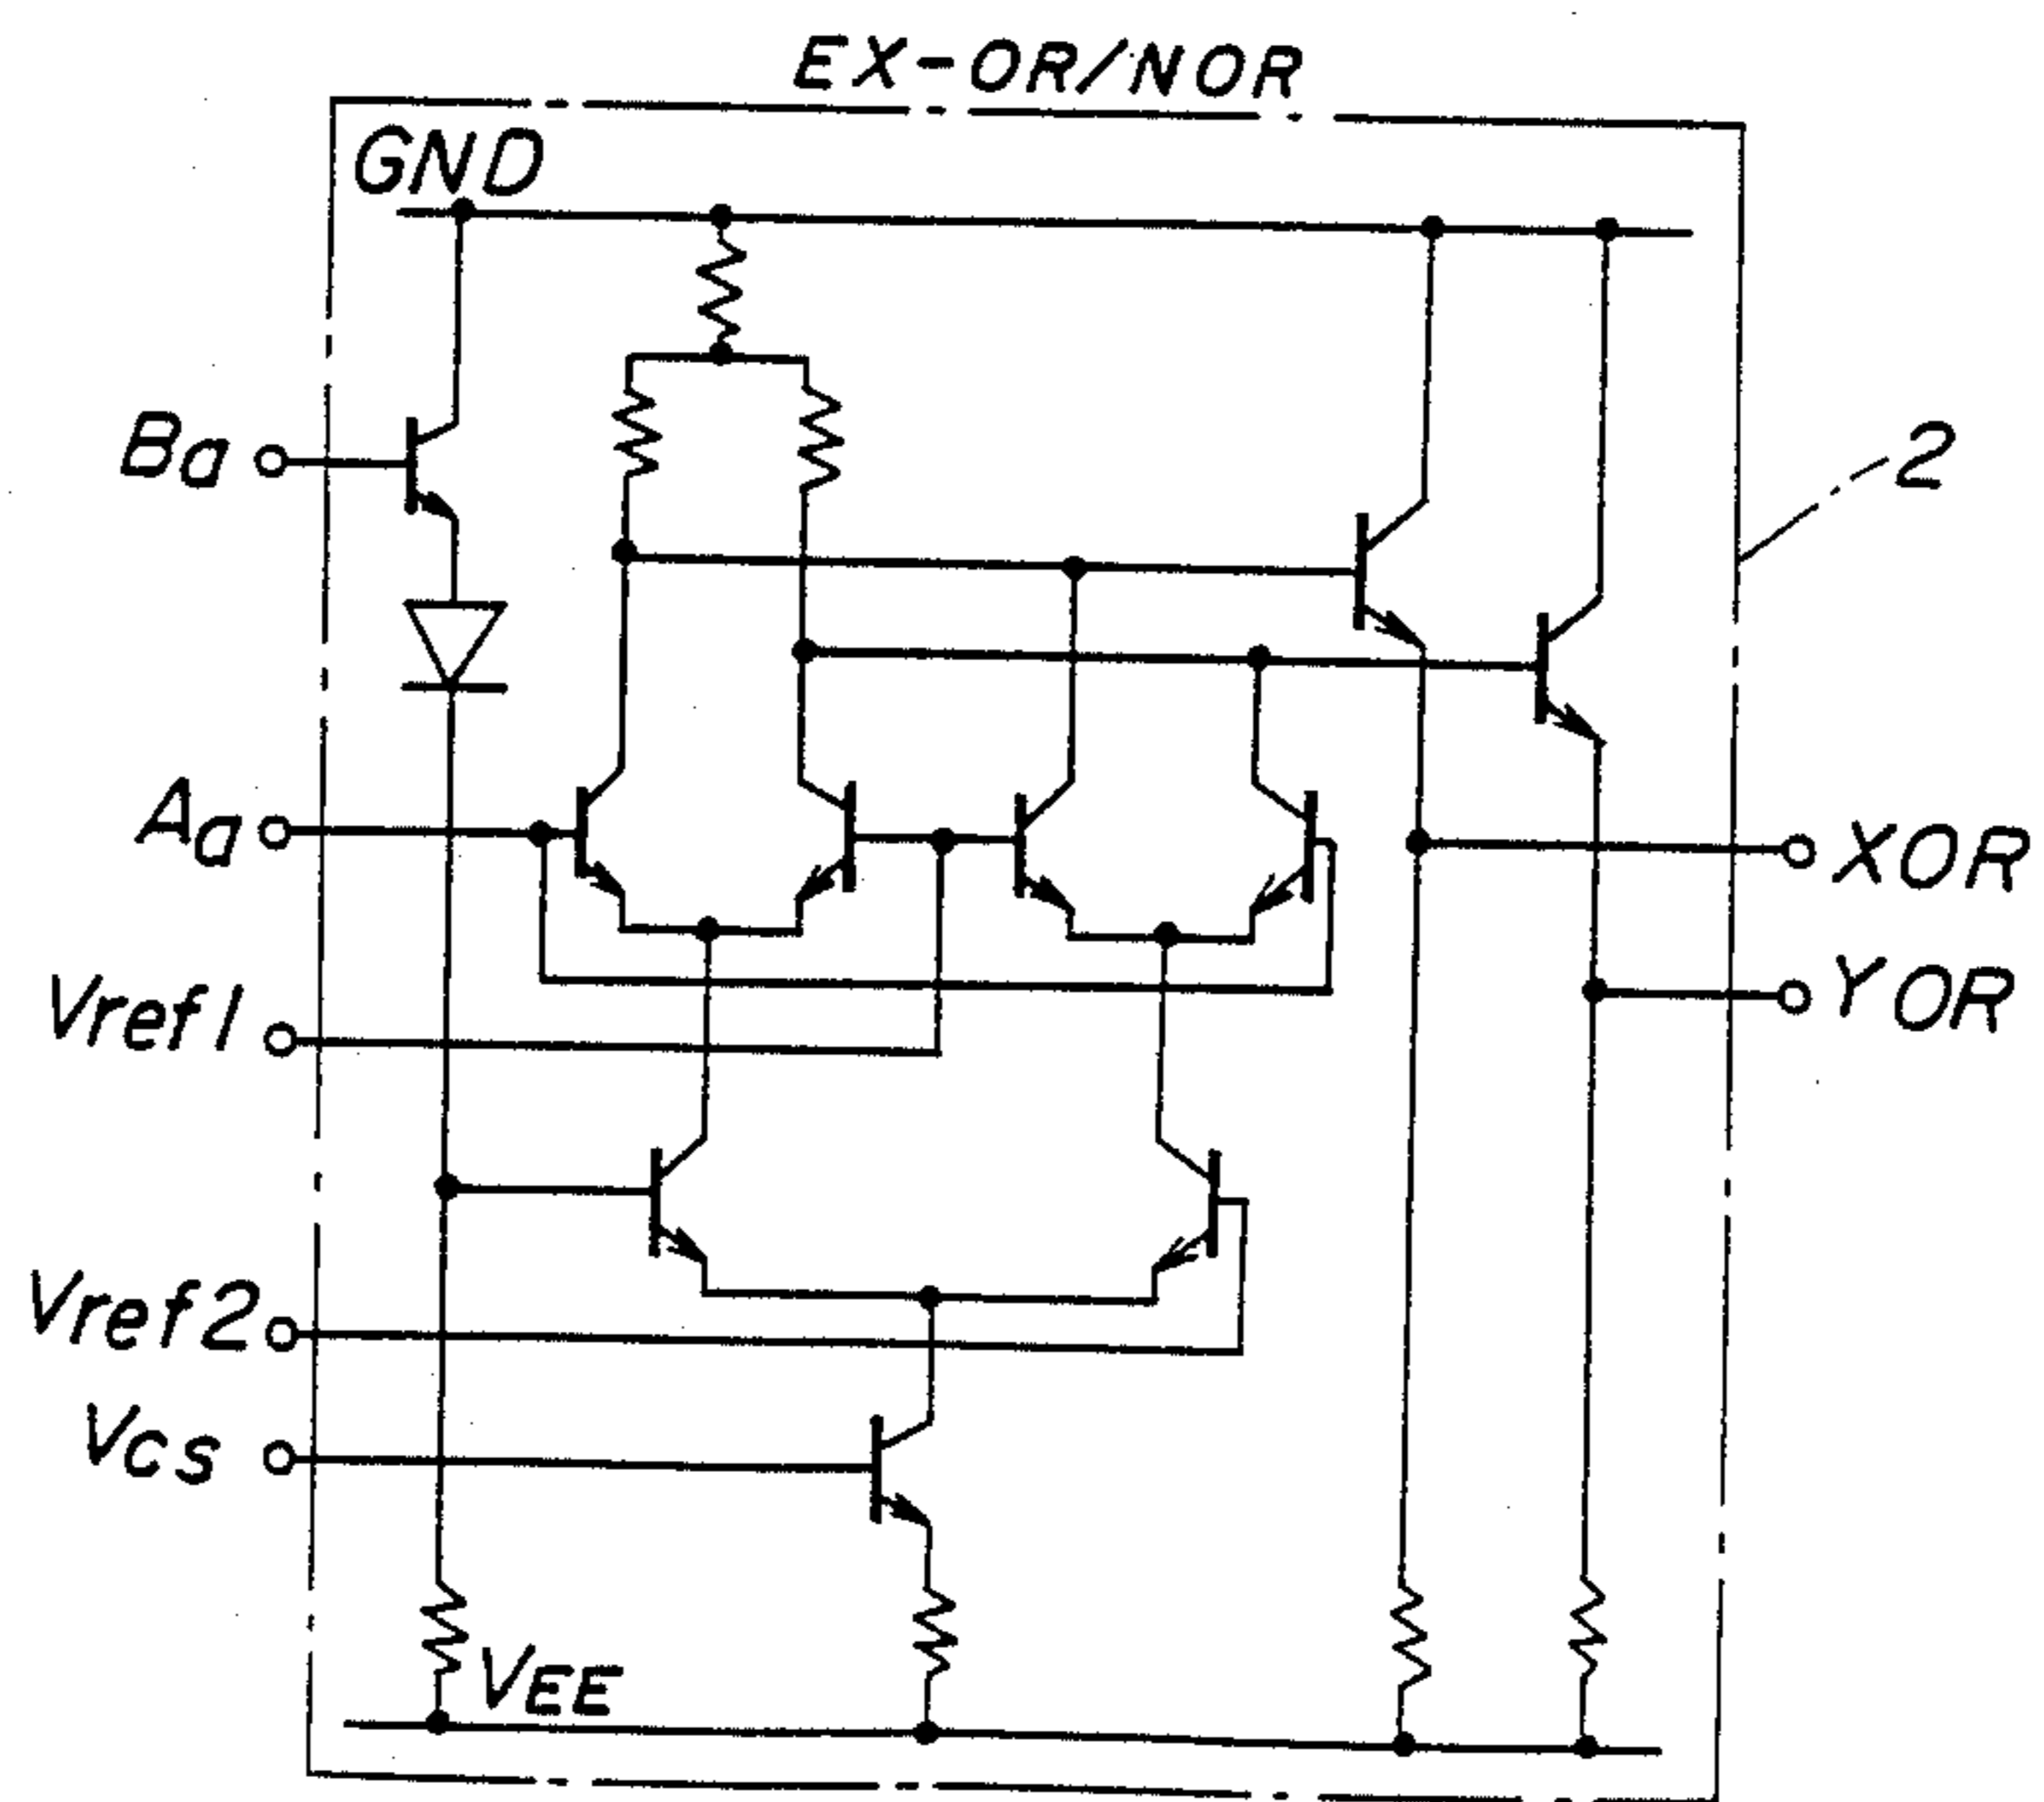 EX-OR/NOR
GND
Ba
2
Aa
XOR
Vref1
YOR
Vref2
Vcs
VEE